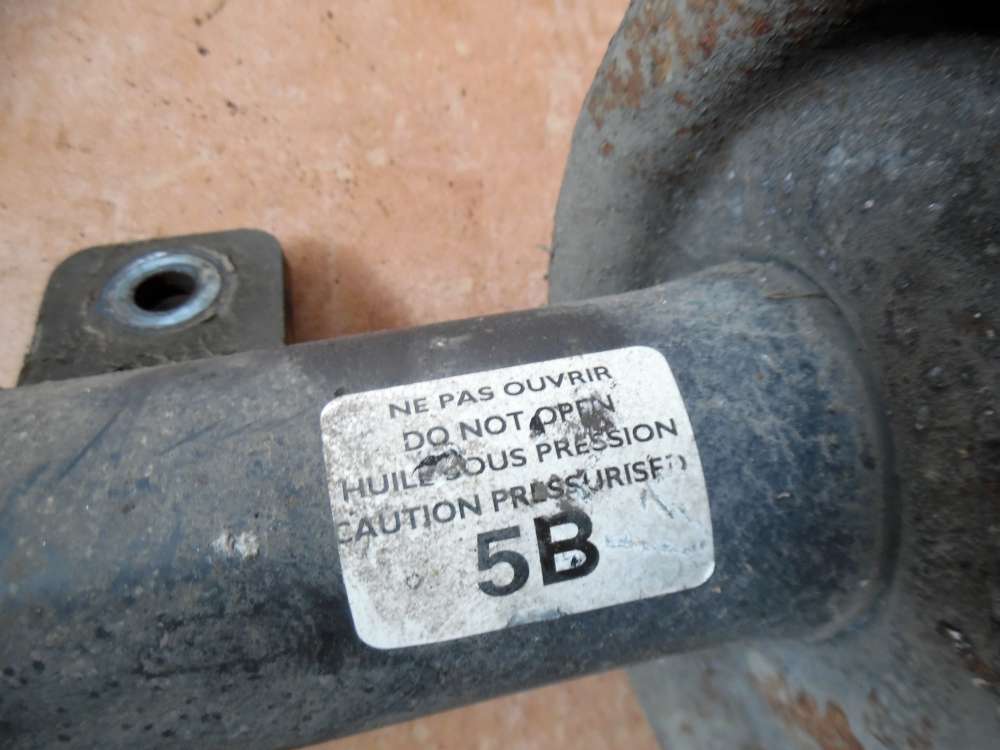 NE PAS OUVRIR
DO NOT OPEN
HUILE SOUS PRESSION
CAUTION PRESSURISED
5B